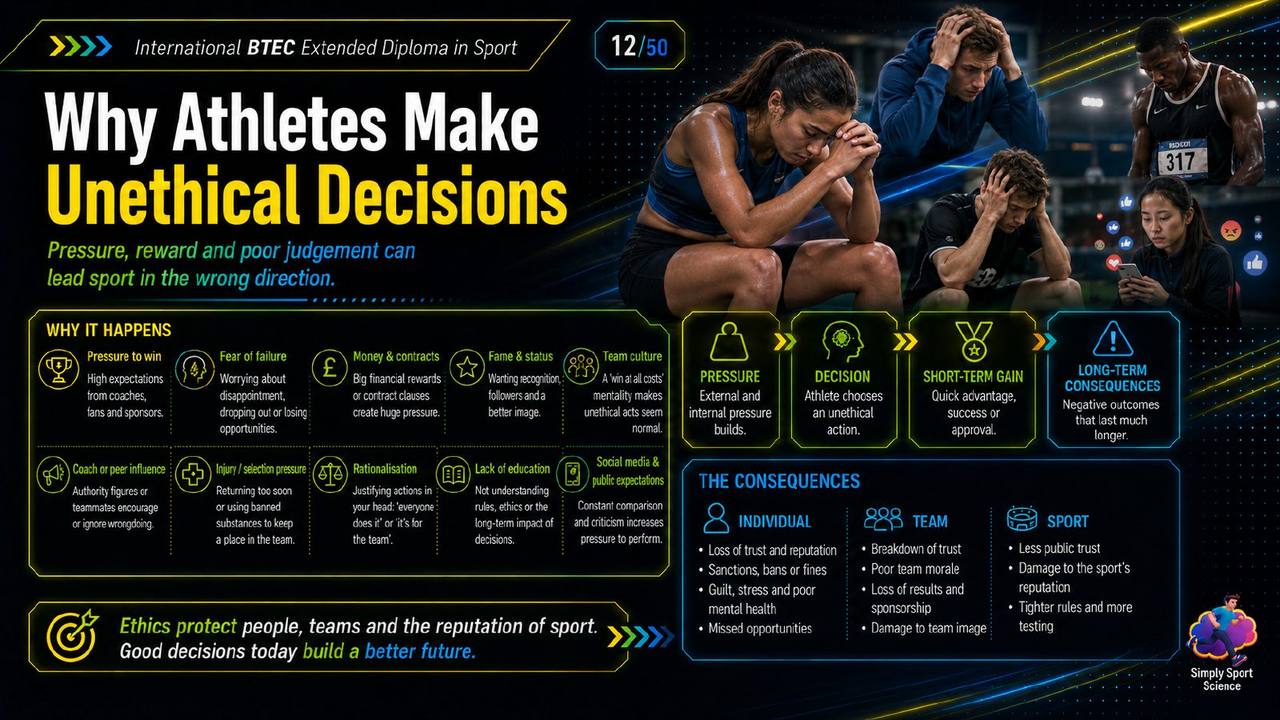 International BTEC Extended Diploma in Sport
12/50
Why Athletes Make
Unethical Decisions
Pressure, reward and poor judgement can
lead sport in the wrong direction.
WHY IT HAPPENS
Pressure to win
High expectations
from coaches,
fans and sponsors.
Fear of failure
Worrying about
disappointment,
dropping out or losing
opportunities.
Money & contracts
Big financial rewards
or contract clauses
create huge pressure.
Fame & status
Wanting recognition,
followers and a
better image.
Team culture
A 'win at all costs'
mentality makes
unethical acts seem
normal.
Coach or peer influence
Authority figures or
teammates encourage
or ignore wrongdoing.
Injury / selection pressure
Returning too soon
or using banned
substances to keep
a place in the team.
Rationalisation
Justifying actions in
your head: 'everyone
does it' or 'it's for
the team'.
Lack of education
Not understanding
rules, ethics or the
long-term impact of
decisions.
Social media &
public expectations
Constant comparison
and criticism increases
pressure to perform.
PRESSURE
External and
internal pressure
builds.
DECISION
Athlete chooses
an unethical
action.
SHORT-TERM GAIN
Quick advantage,
success or
approval.
LONG-TERM
CONSEQUENCES
Negative outcomes
that last much
longer.
THE CONSEQUENCES
INDIVIDUAL
• Loss of trust and reputation
• Sanctions, bans or fines
• Guilt, stress and poor
mental health
• Missed opportunities
TEAM
• Breakdown of trust
• Poor team morale
• Loss of results and
sponsorship
• Damage to team image
SPORT
• Less public trust
• Damage to the sport's
reputation
• Tighter rules and more
testing
Ethics protect people, teams and the reputation of sport.
Good decisions today build a better future.
317
Simply Sport
Science